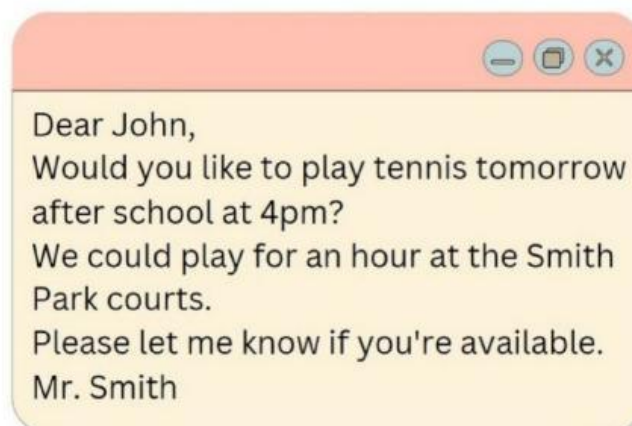 Dear John,
Would you like to play tennis tomorrow
after school at 4pm?
We could play for an hour at the Smith
Park courts.
Please let me know if you're available.
Mr. Smith